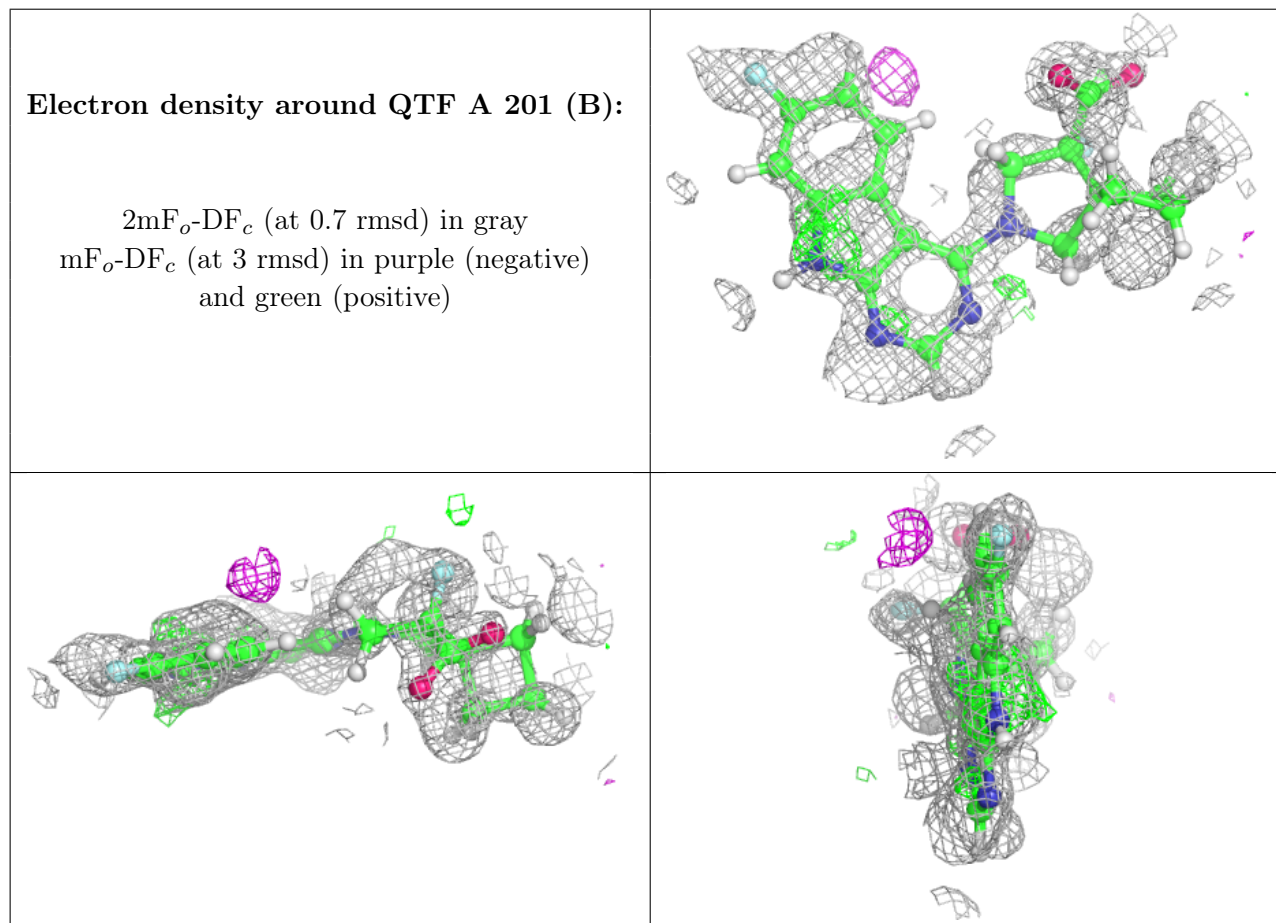 Electron density around QTF A 201 (B):
2mFo-DFc (at 0.7 rmsd) in gray
mFo-DFc (at 3 rmsd) in purple (negative)
and green (positive)